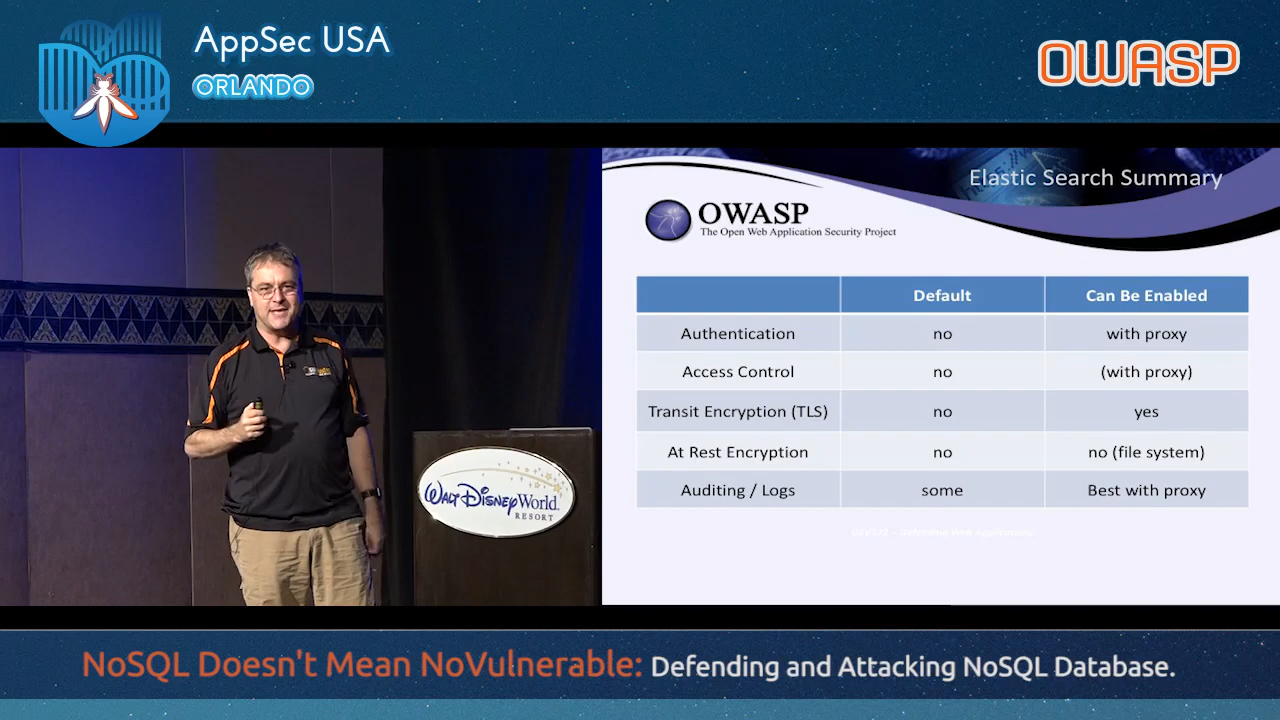 AppSec USA
ORLANDO
OWASP
Elastic Search Summary
OWASP
The Open Web Application Security Project
Default Can Be Enabled
Authentication no with proxy
Access Control no (with proxy)
Transit Encryption (TLS) no yes
At Rest Encryption no no (file system)
Auditing / Logs some Best with proxy
Defending Web Applications
WALT DISNEY World.
RESORT
NoSQL Doesn't Mean NoVulnerable: Defending and Attacking NoSQL Database.